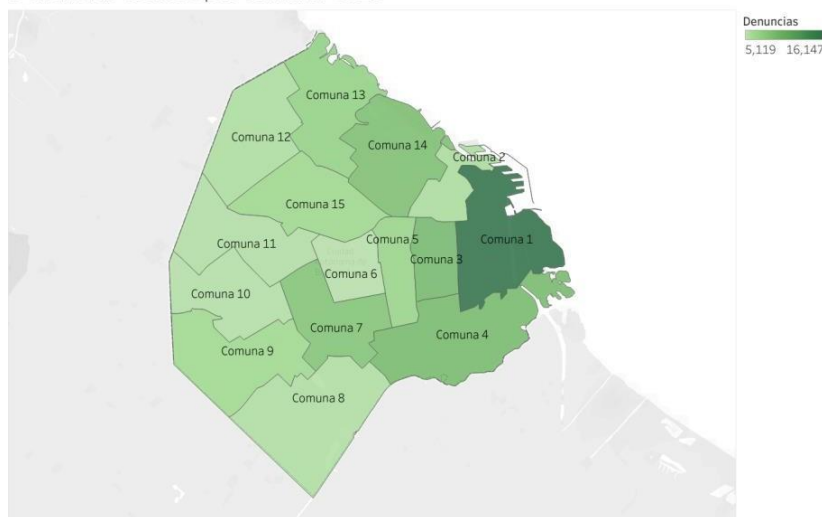 Denuncias
5,119 16,147
Comuna 13
Comuna 12
Comuna 14
Comuna 2
Comuna 15
Comuna 11
Comuna 5
Comuna 1
Comuna 3
Comuna 6
Comuna 10
Comuna 7
Comuna 4
Comuna 9
Comuna 8